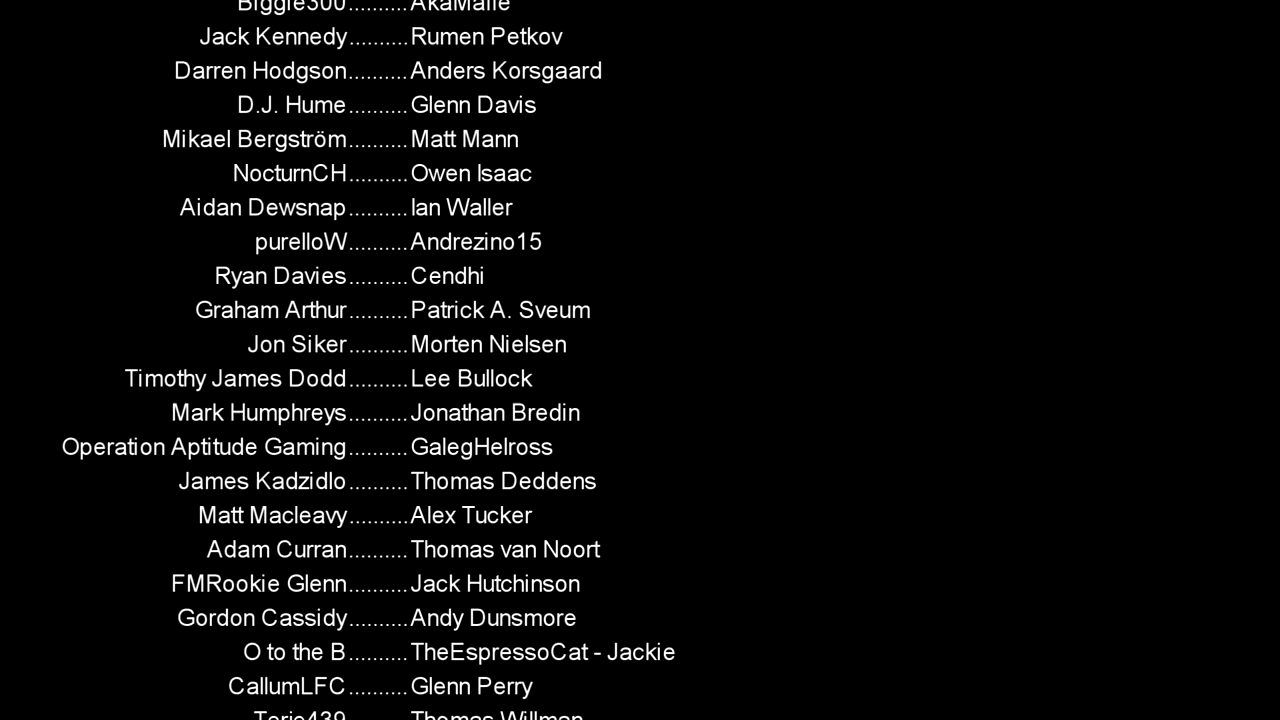 Biggie300..........AkaMalle
Jack Kennedy..........Rumen Petkov
Darren Hodgson..........Anders Korsgaard
D.J. Hume..........Glenn Davis
Mikael Bergström..........Matt Mann
NocturnCH..........Owen Isaac
Aidan Dewsnap..........Ian Waller
purelloW..........Andrezino15
Ryan Davies..........Cendhi
Graham Arthur..........Patrick A. Sveum
Jon Siker..........Morten Nielsen
Timothy James Dodd..........Lee Bullock
Mark Humphreys..........Jonathan Bredin
Operation Aptitude Gaming..........GalegHelross
James Kadzidlo..........Thomas Deddens
Matt Macleavy..........Alex Tucker
Adam Curran..........Thomas van Noort
FMRookie Glenn..........Jack Hutchinson
Gordon Cassidy..........Andy Dunsmore
O to the B..........TheEspressoCat - Jackie
CallumLFC..........Glenn Perry
..........Thomas Willman